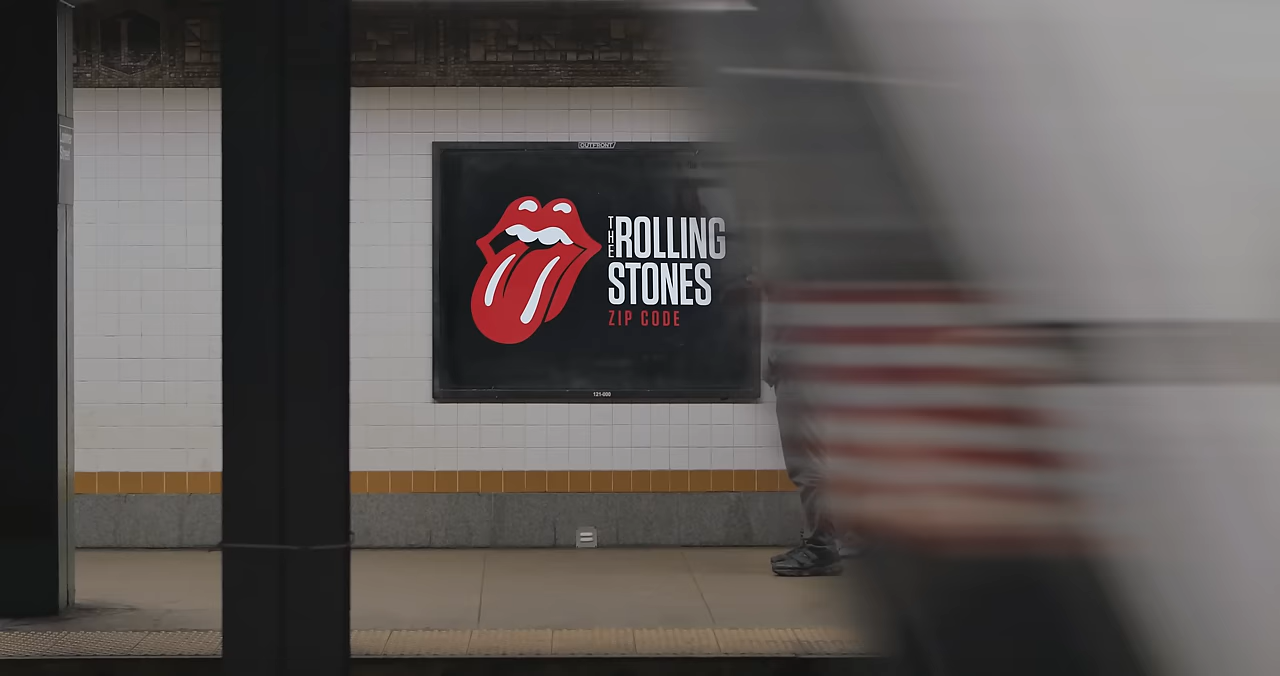 OUTFRONT
THE ROLLING
STONES
ZIP CODE
121-000